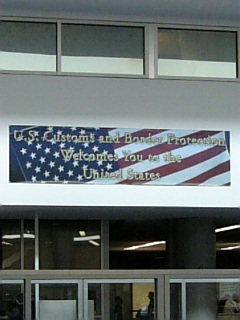 U.S. Customs and Border Protection
Welcomes You to the
United States